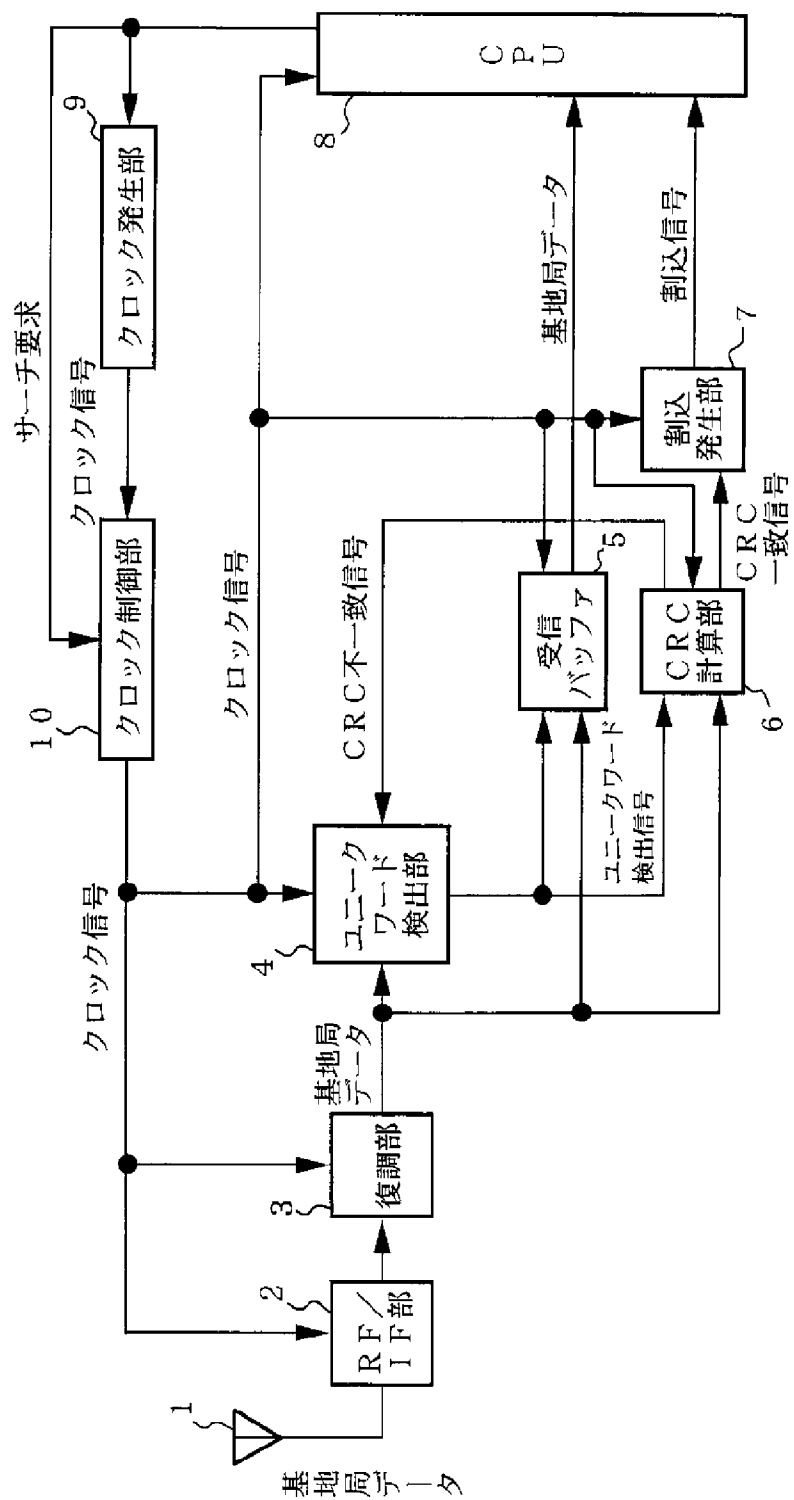 サーチ要求
9
クロック発生部
クロック信号
10
クロック制御部
クロック信号
クロック信号
CPU
8
基地局データ
割込信号
7
割込
発生部
CRC
一致信号
CRC不一致信号
5
受信
バッファ
CRC
計算部
6
ユニークワード
検出信号
4
ユニーク
ワード
検出部
基地局
データ
3
復調部
2
RF/
IF部
1
基地局データ